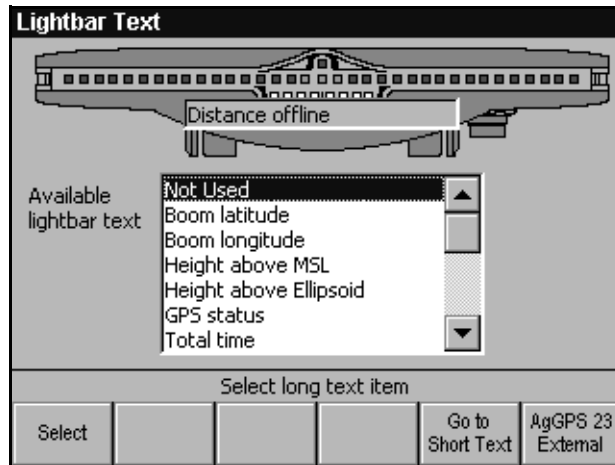 Lightbar Text
Distance offline
Available
lightbar text
Not Used
Boom latitude
Boom longitude
Height above MSL
Height above Ellipsoid
GPS status
Total time
Select long text item
Select
Go to
Short Text
AgGPS 23
External